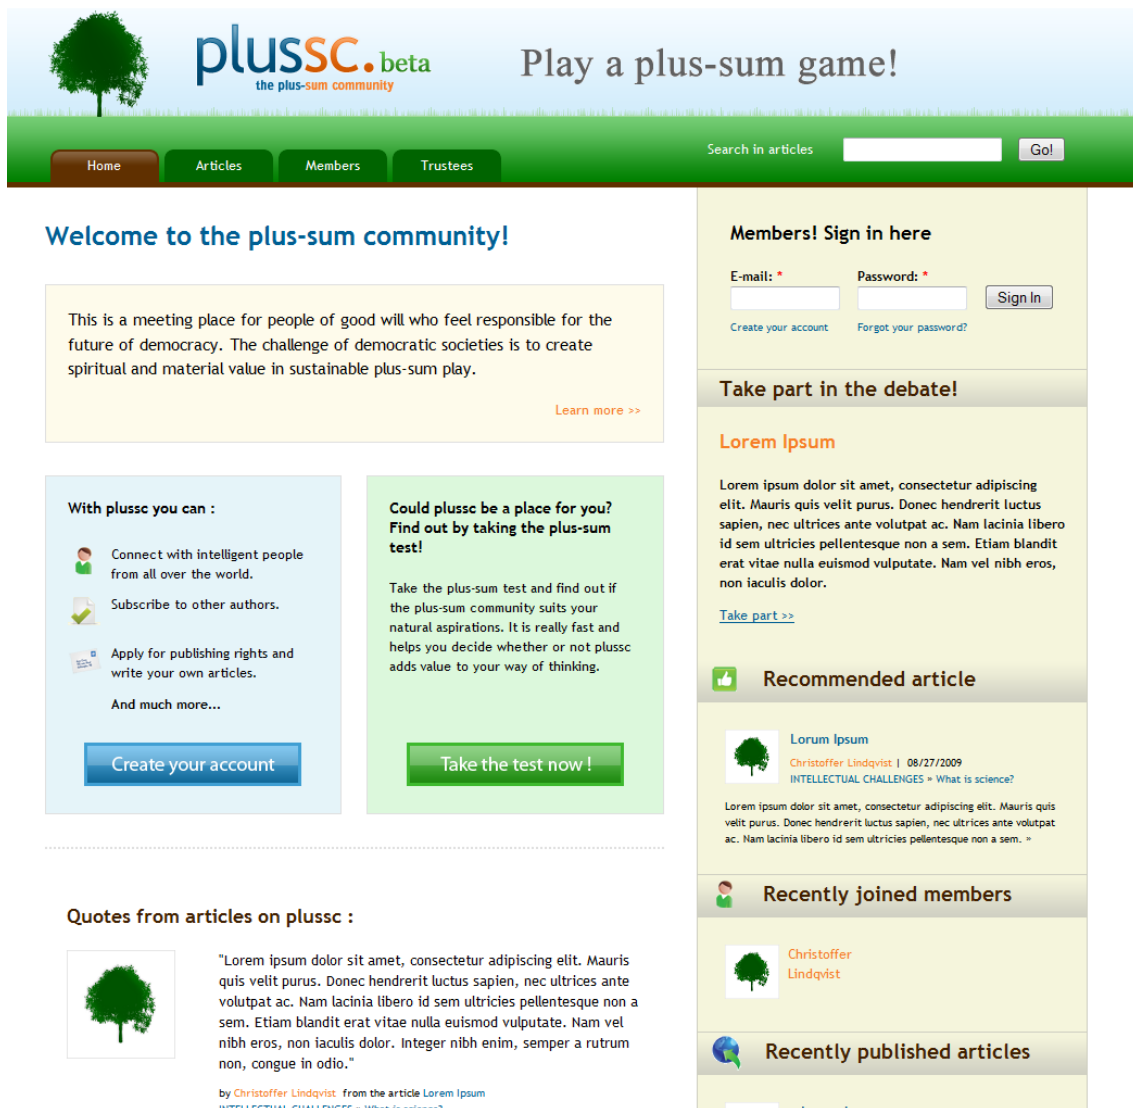 plussc.beta
the plus-sum community
Play a plus-sum game!
Home
Articles
Members
Trustees
Search in articles
Go!
Welcome to the plus-sum community!
This is a meeting place for people of good will who feel responsible for the
future of democracy. The challenge of democratic societies is to create
spiritual and material value in sustainable plus-sum play.
Learn more >>
With plussc you can :
Connect with intelligent people
from all over the world.
Subscribe to other authors.
Apply for publishing rights and
write your own articles.
And much more...
Create your account
Could plussc be a place for you?
Find out by taking the plus-sum
test!
Take the plus-sum test and find out if
the plus-sum community suits your
natural aspirations. It is really fast and
helps you decide whether or not plussc
adds value to your way of thinking.
Take the test now !
Quotes from articles on plussc :
"Lorem ipsum dolor sit amet, consectetur adipiscing elit. Mauris
quis velit purus. Donec hendrerit luctus sapien, nec ultrices ante
volutpat ac. Nam lacinia libero id sem ultricies pellentesque non a
sem. Etiam blandit erat vitae nulla euismod vulputate. Nam vel
nibh eros, non iaculis dolor. Integer nibh enim, semper a rutrum
non, congue in odio."
by Christoffer Lindqvist from the article Lorem Ipsum
INTELLECTUAL CHALLENGES » What is science?
Members! Sign in here
E-mail: *
Password: *
Sign In
Create your account
Forgot your password?
Take part in the debate!
Lorem Ipsum
Lorem ipsum dolor sit amet, consectetur adipiscing
elit. Mauris quis velit purus. Donec hendrerit luctus
sapien, nec ultrices ante volutpat ac. Nam lacinia libero
id sem ultricies pellentesque non a sem. Etiam blandit
erat vitae nulla euismod vulputate. Nam vel nibh eros,
non iaculis dolor.
Take part >>
Recommended article
Lorum Ipsum
Christoffer Lindqvist | 08/27/2009
INTELLECTUAL CHALLENGES » What is science?
Lorem ipsum dolor sit amet, consectetur adipiscing elit. Mauris quis
velit purus. Donec hendrerit luctus sapien, nec ultrices ante volutpat
ac. Nam lacinia libero id sem ultricies pellentesque non a sem. »
Recently joined members
Christoffer
Lindqvist
Recently published articles